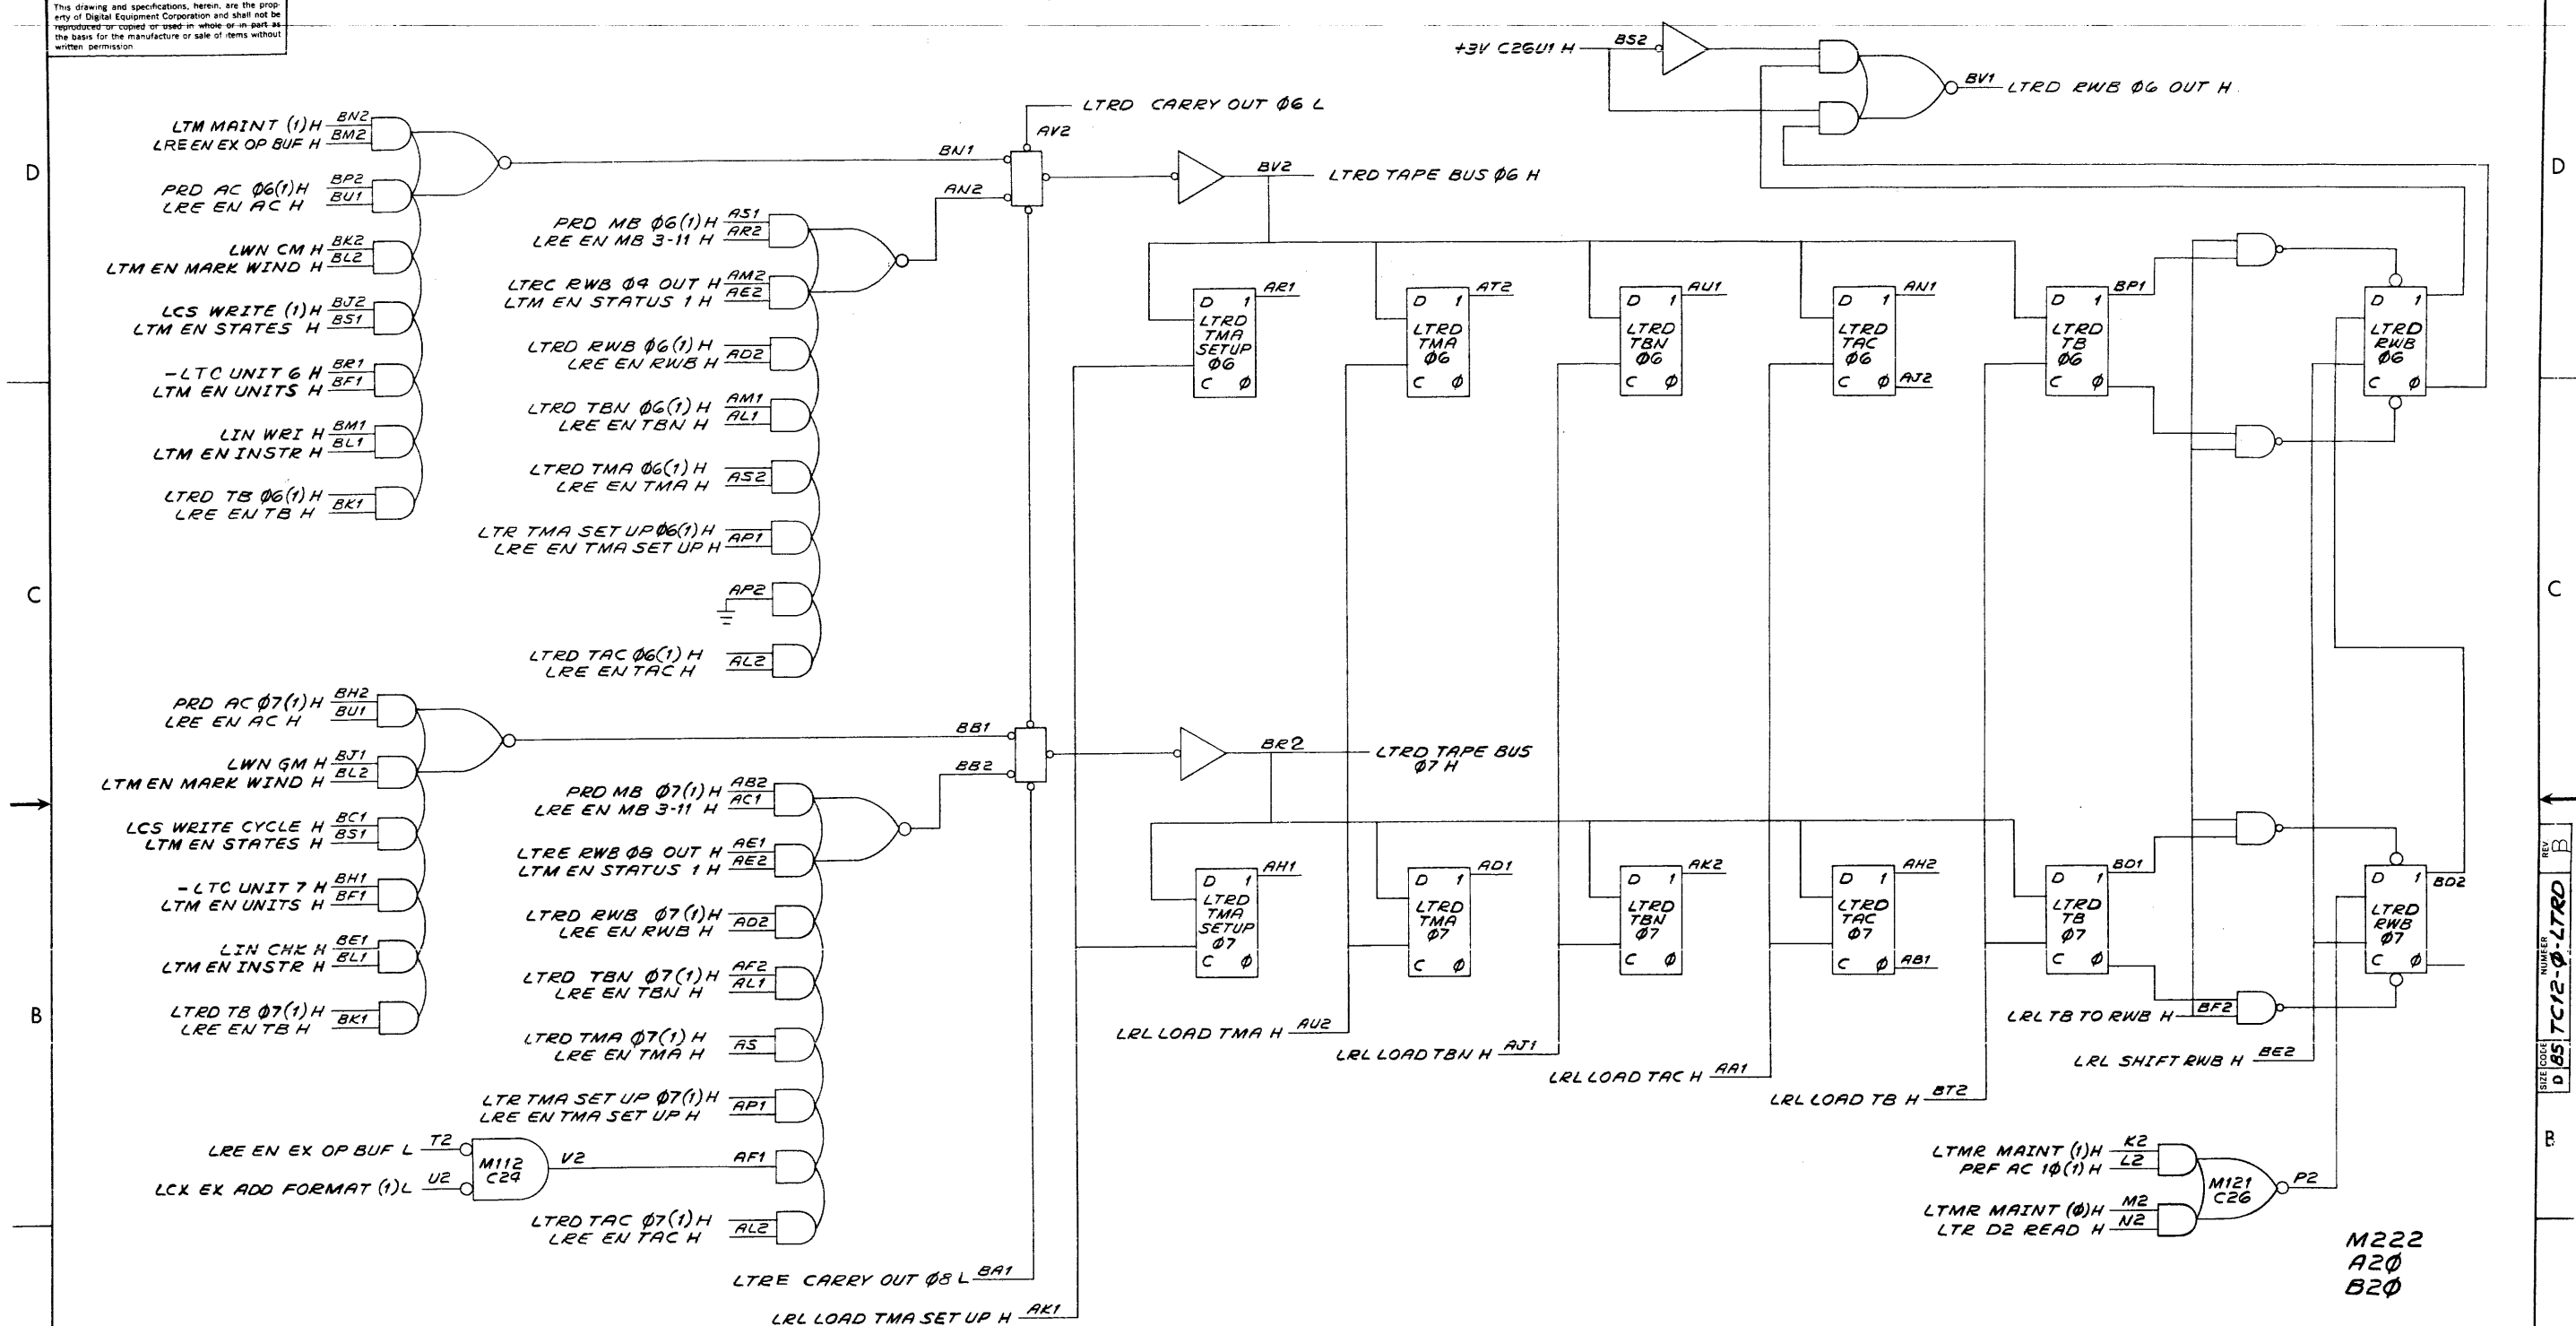 This drawing and specifications, herein, are the prop-
erty of Digital Equipment Corporation and shall not be
reproduced or copied or used in whole or in part as
the basis for the manufacture or sale of items without
written permission
+3V C26U1 H BS2
BV1 LTRD RWB Ø6 OUT H
LTRD CARRY OUT Ø6 L
AV2
D
D
LTM MAINT (1)H BN2
LRE EN EX OP BUF H BM2
PRD AC Ø6(1)H BP2
LRE EN AC H BU1
LWN CM H BK2
LTM EN MARK WIND H BL2
LCS WRITE (1)H BJ2
LTM EN STATES H BS1
-LTC UNIT 6 H BR1
LTM EN UNITS H BF1
LIN WRI H BM1
LTM EN INSTR H BL1
LTRD TB Ø6(1)H
LRE EN TB H BK1
BN1
AN2
PRD MB Ø6(1)H AS1
LRE EN MB 3-11 H AR2
LTRC RWB Ø4 OUT H AM2
LTM EN STATUS 1 H AE2
LTRD RWB Ø6(1)H
LRE EN RWB H AD2
LTRD TBN Ø6(1)H AM1
LRE EN TBN H AL1
LTRD TMA Ø6(1)H
LRE EN TMA H AS2
LTR TMA SET UP Ø6(1)H
LRE EN TMA SET UP H AP1
AP2
LTRD TAC Ø6(1) H
LRE EN TAC H AL2
BV2 LTRD TAPE BUS Ø6 H
D 1 AR1
LTRD
TMA
SETUP
Ø6
C Ø
D 1 AT2
LTRD
TMA
Ø6
C Ø
D 1 AU1
LTRD
TBN
Ø6
C Ø
D 1 AN1
LTRD
TAC
Ø6
C Ø AJ2
D 1 BP1
LTRD
TB
Ø6
C Ø
D 1
LTRD
RWB
Ø6
C Ø
C
C
PRD AC Ø7(1)H BH2
LRE EN AC H BU1
LWN GM H BJ1
LTM EN MARK WIND H BL2
LCS WRITE CYCLE H BC1
LTM EN STATES H BS1
-LTC UNIT 7 H BH1
LTM EN UNITS H BF1
LIN CHK H BE1
LTM EN INSTR H BL1
LTRD TB Ø7(1)H
LRE EN TB H BK1
BB1
BB2
PRD MB Ø7(1)H AB2
LRE EN MB 3-11 H AC1
LTRE RWB Ø8 OUT H AE1
LTM EN STATUS 1 H AE2
LTRD RWB Ø7(1)H
LRE EN RWB H AD2
LTRD TBN Ø7(1)H AF2
LRE EN TBN H AL1
LTRD TMA Ø7(1) H
LRE EN TMA H AS
LTR TMA SET UP Ø7(1)H
LRE EN TMA SET UP H AP1
LRE EN EX OP BUF L T2
LCX EX ADD FORMAT (1)L U2
M112
C24
V2
AF1
LTRD TAC Ø7(1)H
LRE EN TAC H AL2
LTRE CARRY OUT Ø8 L BA1
LRL LOAD TMA SET UP H AK1
BR2 LTRD TAPE BUS
Ø7 H
D 1 AH1
LTRD
TMA
SETUP
Ø7
C Ø
D 1 AD1
LTRD
TMA
Ø7
C Ø
D 1 AK2
LTRD
TBN
Ø7
C Ø
D 1 AH2
LTRD
TAC
Ø7
C Ø AB1
D 1 BD1
LTRD
TB
Ø7
C Ø
D 1 BD2
LTRD
RWB
Ø7
C Ø
LRL TB TO RWB H BF2
LRL SHIFT RWB H BE2
LRL LOAD TMA H AU2
LRL LOAD TBN H AJ1
LRL LOAD TAC H AA1
LRL LOAD TB H BT2
LTMR MAINT (1)H K2
PRF AC 1Ø(1)H L2
LTMR MAINT (Ø)H M2
LTR D2 READ H N2
M121
C26
P2
M222
A2Ø
B2Ø
B
B
SIZE CODE NUMBER REV
D BS TC12-Ø-LTRD B